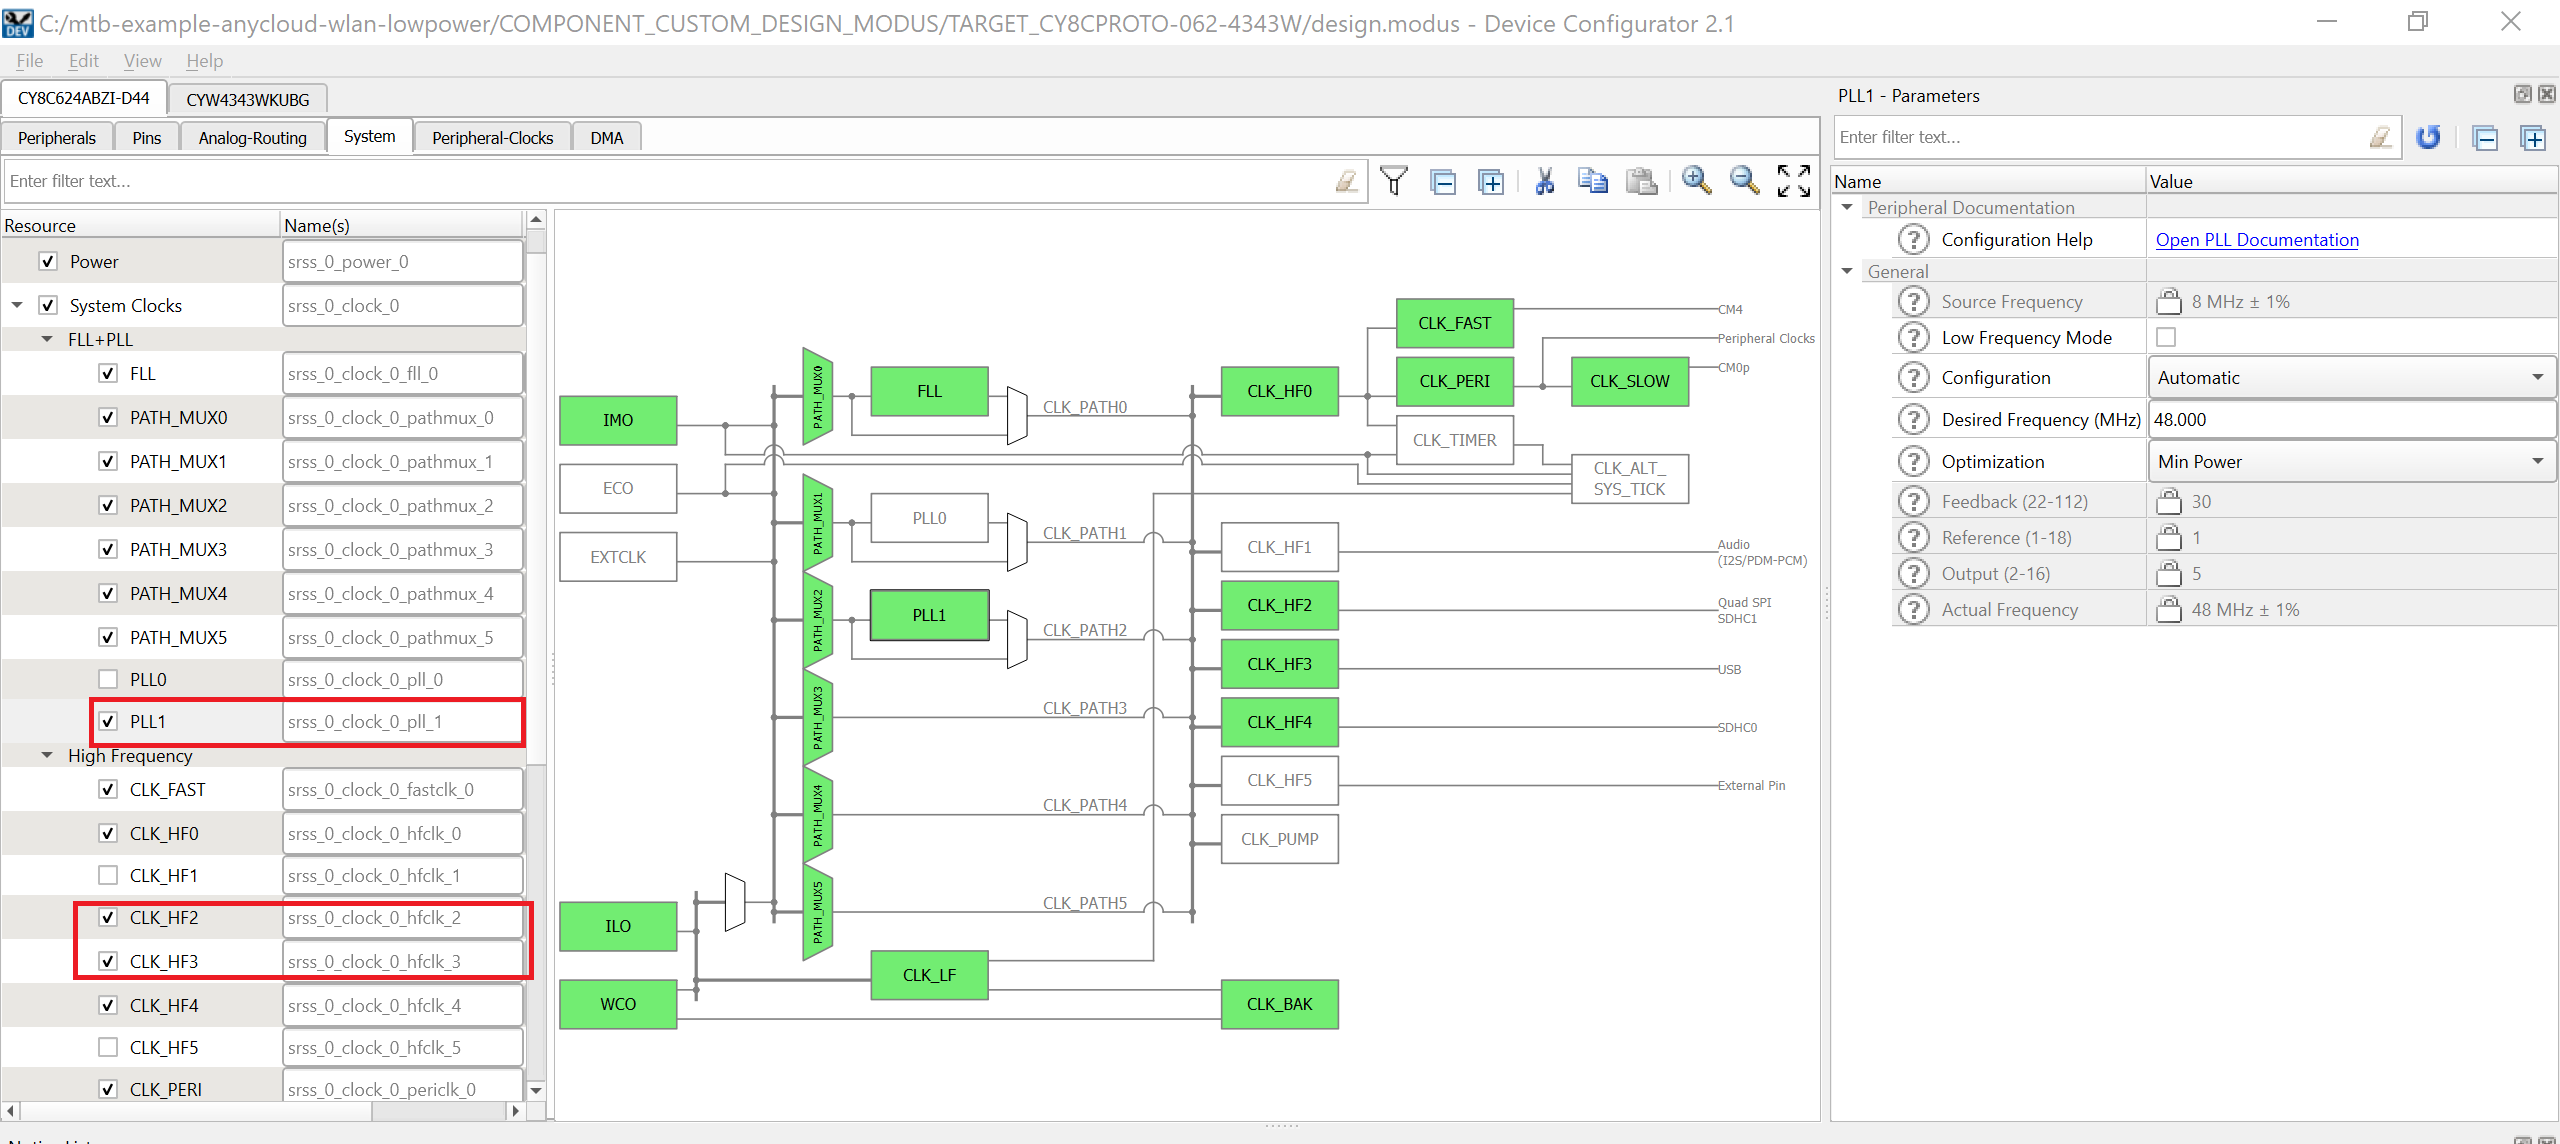 C:/mtb-example-anycloud-wlan-lowpower/COMPONENT_CUSTOM_DESIGN_MODUS/TARGET_CY8CPROTO-062-4343W/design.modus - Device Configurator 2.1
DEV
File Edit View Help
CY8C624ABZI-D44 CYW4343WKUBG
Peripherals Pins Analog-Routing System Peripheral-Clocks DMA
Enter filter text...
Resource Name(s)
Power srss_0_power_0
System Clocks srss_0_clock_0
FLL+PLL
FLL srss_0_clock_0_fll_0
PATH_MUX0 srss_0_clock_0_pathmux_0
PATH_MUX1 srss_0_clock_0_pathmux_1
PATH_MUX2 srss_0_clock_0_pathmux_2
PATH_MUX3 srss_0_clock_0_pathmux_3
PATH_MUX4 srss_0_clock_0_pathmux_4
PATH_MUX5 srss_0_clock_0_pathmux_5
PLL0 srss_0_clock_0_pll_0
PLL1 srss_0_clock_0_pll_1
High Frequency
CLK_FAST srss_0_clock_0_fastclk_0
CLK_HF0 srss_0_clock_0_hfclk_0
CLK_HF1 srss_0_clock_0_hfclk_1
CLK_HF2 srss_0_clock_0_hfclk_2
CLK_HF3 srss_0_clock_0_hfclk_3
CLK_HF4 srss_0_clock_0_hfclk_4
CLK_HF5 srss_0_clock_0_hfclk_5
CLK_PERI srss_0_clock_0_periclk_0
IMO
ECO
EXTCLK
ILO
WCO
PATH_MUX0
PATH_MUX1
PATH_MUX2
PATH_MUX3
PATH_MUX4
PATH_MUX5
FLL
PLL0
PLL1
CLK_LF
CLK_PATH0
CLK_PATH1
CLK_PATH2
CLK_PATH3
CLK_PATH4
CLK_PATH5
CLK_HF0
CLK_HF1
CLK_HF2
CLK_HF3
CLK_HF4
CLK_HF5
CLK_PUMP
CLK_BAK
CLK_FAST
CLK_PERI
CLK_TIMER
CLK_SLOW
CLK_ALT_
SYS_TICK
CM4
Peripheral Clocks
CM0p
Audio
(I2S/PDM-PCM)
Quad SPI
SDHC1
USB
SDHC0
External Pin
PLL1 - Parameters
Enter filter text...
Name Value
Peripheral Documentation
Configuration Help Open PLL Documentation
General
Source Frequency 8 MHz ± 1%
Low Frequency Mode
Configuration Automatic
Desired Frequency (MHz) 48.000
Optimization Min Power
Feedback (22-112) 30
Reference (1-18) 1
Output (2-16) 5
Actual Frequency 48 MHz ± 1%